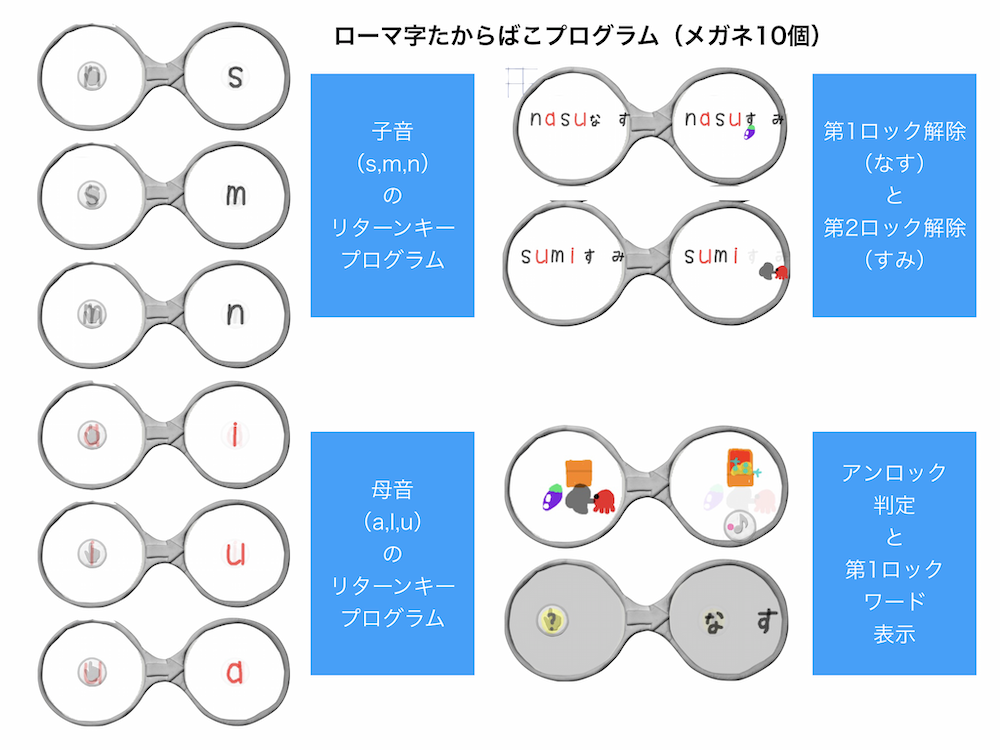 ローマ字たからばこプログラム（メガネ10個）
n s
s m
m n
a i
i u
u a
子音
（s,m,n）
の
リターンキー
プログラム
母音
（a,I,u）
の
リターンキー
プログラム
nasuな す
nasuす み
sumiす み
sumi
第1ロック解除
（なす）
と
第2ロック解除
（すみ）
?
な す
アンロック
判定
と
第1ロック
ワード
表示